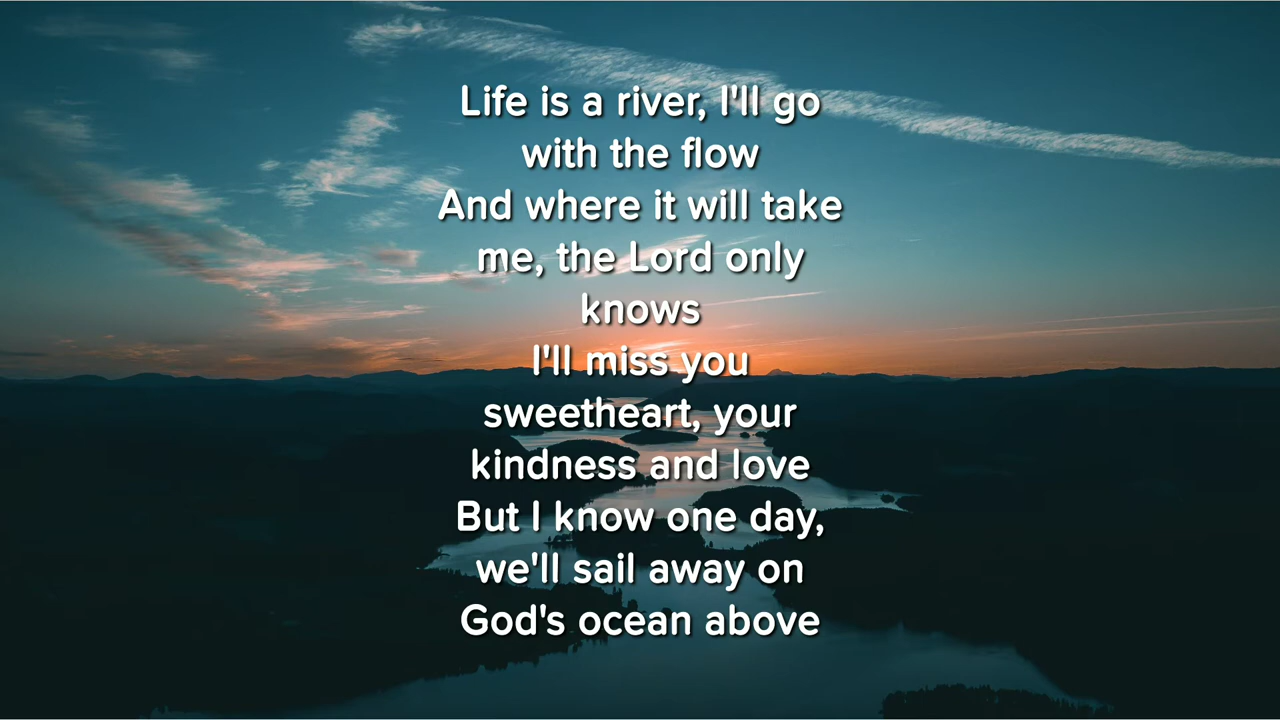 Life is a river, I'll go
with the flow
And where it will take
me, the Lord only
knows
I'll miss you
sweetheart, your
kindness and love
But I know one day,
we'll sail away on
God's ocean above